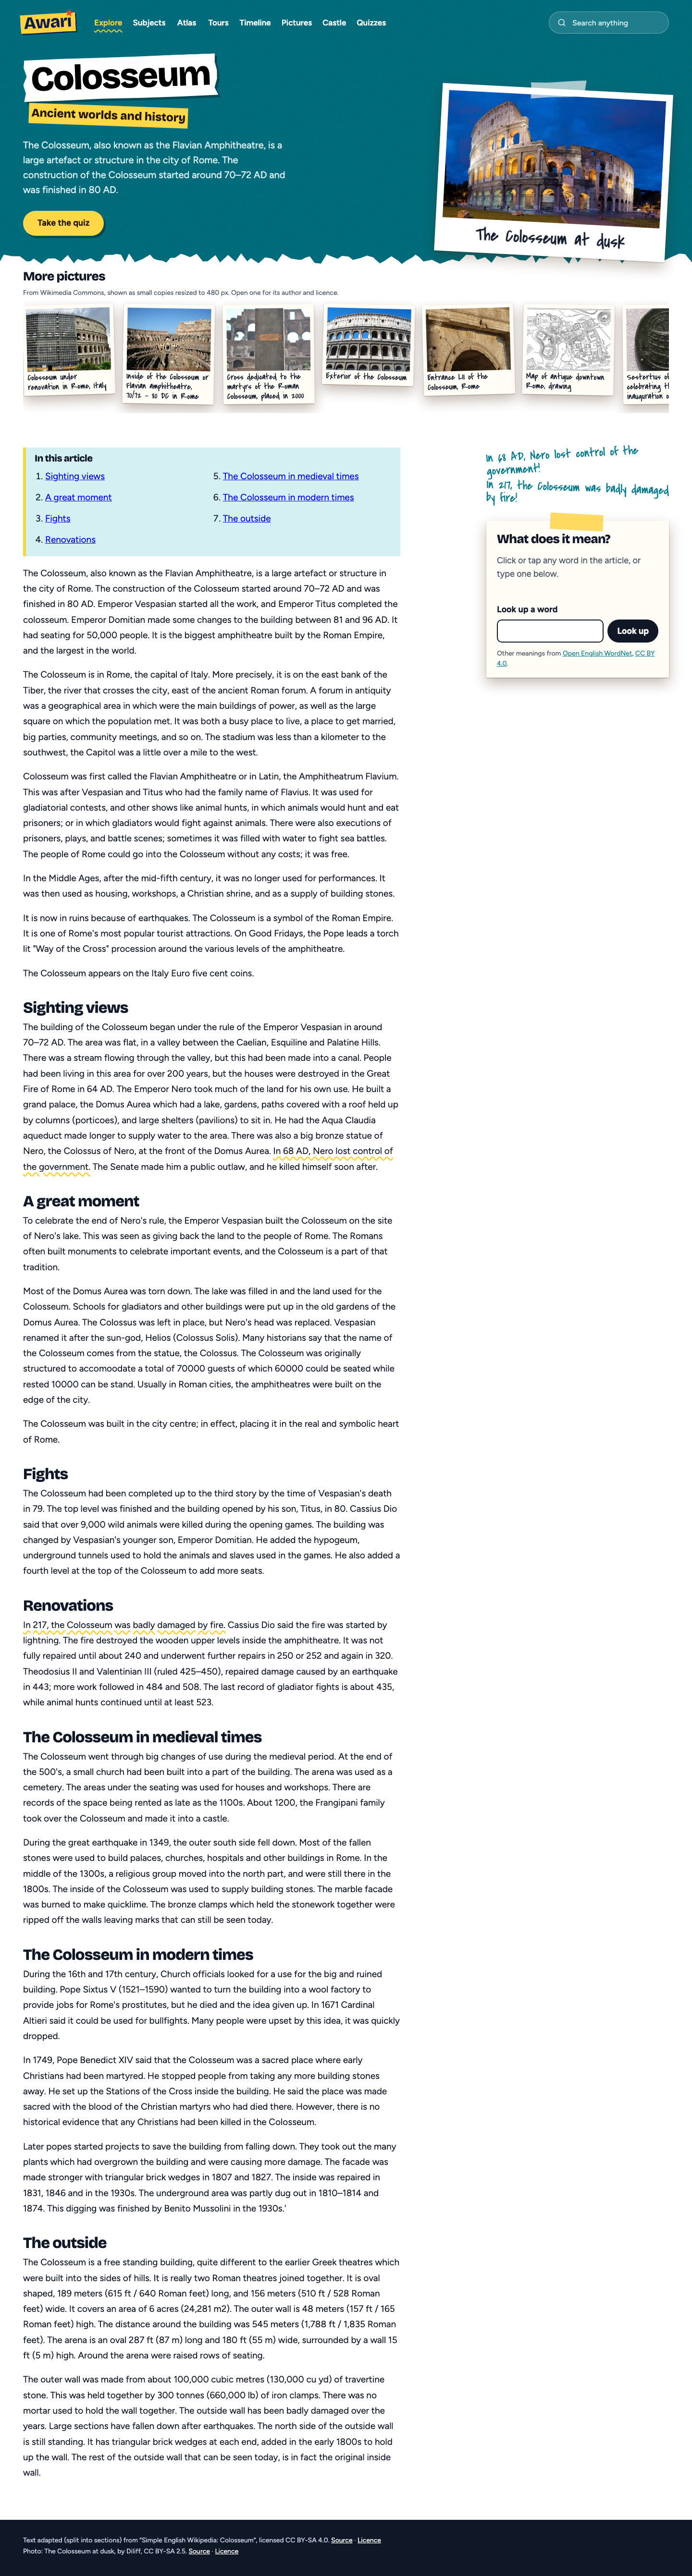 Awari
Explore Subjects Atlas Tours Timeline Pictures Castle Quizzes
Search anything
Colosseum
Ancient worlds and history
The Colosseum, also known as the Flavian Amphitheatre, is a
large artefact or structure in the city of Rome. The
construction of the Colosseum started around 70–72 AD and
was finished in 80 AD.
Take the quiz
The Colosseum at dusk
More pictures
From Wikimedia Commons, shown as small copies resized to 480 px. Open one for its author and licence.
Colosseum under
renovation in Rome, Italy
Inside of the Colosseum or
Flavian amphitheatre,
70/72 - 80 DC in Rome
Cross dedicated to the
martyrs of the Roman
Colosseum, placed in 2000
Exterior of the Colosseum
Entrance LII of the
Colosseum, Rome
Map of antique downtown
Rome, drawing
Sestertius of
celebrating th
inauguration o
In this article
1. Sighting views
2. A great moment
3. Fights
4. Renovations
5. The Colosseum in medieval times
6. The Colosseum in modern times
7. The outside
In 68 AD, Nero lost control of the
government!
In 217, the Colosseum was badly damaged
by fire!
What does it mean?
Click or tap any word in the article, or
type one below.
Look up a word
Look up
Other meanings from Open English WordNet, CC BY
4.0.
The Colosseum, also known as the Flavian Amphitheatre, is a large artefact or structure in
the city of Rome. The construction of the Colosseum started around 70–72 AD and was
finished in 80 AD. Emperor Vespasian started all the work, and Emperor Titus completed the
colosseum. Emperor Domitian made some changes to the building between 81 and 96 AD. It
had seating for 50,000 people. It is the biggest amphitheatre built by the Roman Empire,
and the largest in the world.
The Colosseum is in Rome, the capital of Italy. More precisely, it is on the east bank of the
Tiber, the river that crosses the city, east of the ancient Roman forum. A forum in antiquity
was a geographical area in which were the main buildings of power, as well as the large
square on which the population met. It was both a busy place to live, a place to get married,
big parties, community meetings, and so on. The stadium was less than a kilometer to the
southwest, the Capitol was a little over a mile to the west.
Colosseum was first called the Flavian Amphitheatre or in Latin, the Amphitheatrum Flavium.
This was after Vespasian and Titus who had the family name of Flavius. It was used for
gladiatorial contests, and other shows like animal hunts, in which animals would hunt and eat
prisoners; or in which gladiators would fight against animals. There were also executions of
prisoners, plays, and battle scenes; sometimes it was filled with water to fight sea battles.
The people of Rome could go into the Colosseum without any costs; it was free.
In the Middle Ages, after the mid-fifth century, it was no longer used for performances. It
was then used as housing, workshops, a Christian shrine, and as a supply of building stones.
It is now in ruins because of earthquakes. The Colosseum is a symbol of the Roman Empire.
It is one of Rome's most popular tourist attractions. On Good Fridays, the Pope leads a torch
lit "Way of the Cross" procession around the various levels of the amphitheatre.
The Colosseum appears on the Italy Euro five cent coins.
Sighting views
The building of the Colosseum began under the rule of the Emperor Vespasian in around
70–72 AD. The area was flat, in a valley between the Caelian, Esquiline and Palatine Hills.
There was a stream flowing through the valley, but this had been made into a canal. People
had been living in this area for over 200 years, but the houses were destroyed in the Great
Fire of Rome in 64 AD. The Emperor Nero took much of the land for his own use. He built a
grand palace, the Domus Aurea which had a lake, gardens, paths covered with a roof held up
by columns (porticoes), and large shelters (pavilions) to sit in. He had the Aqua Claudia
aqueduct made longer to supply water to the area. There was also a big bronze statue of
Nero, the Colossus of Nero, at the front of the Domus Aurea. In 68 AD, Nero lost control of
the government. The Senate made him a public outlaw, and he killed himself soon after.
A great moment
To celebrate the end of Nero's rule, the Emperor Vespasian built the Colosseum on the site
of Nero's lake. This was seen as giving back the land to the people of Rome. The Romans
often built monuments to celebrate important events, and the Colosseum is a part of that
tradition.
Most of the Domus Aurea was torn down. The lake was filled in and the land used for the
Colosseum. Schools for gladiators and other buildings were put up in the old gardens of the
Domus Aurea. The Colossus was left in place, but Nero's head was replaced. Vespasian
renamed it after the sun-god, Helios (Colossus Solis). Many historians say that the name of
the Colosseum comes from the statue, the Colossus. The Colosseum was originally
structured to accomoodate a total of 70000 guests of which 60000 could be seated while
rested 10000 can be stand. Usually in Roman cities, the amphitheatres were built on the
edge of the city.
The Colosseum was built in the city centre; in effect, placing it in the real and symbolic heart
of Rome.
Fights
The Colosseum had been completed up to the third story by the time of Vespasian's death
in 79. The top level was finished and the building opened by his son, Titus, in 80. Cassius Dio
said that over 9,000 wild animals were killed during the opening games. The building was
changed by Vespasian's younger son, Emperor Domitian. He added the hypogeum,
underground tunnels used to hold the animals and slaves used in the games. He also added a
fourth level at the top of the Colosseum to add more seats.
Renovations
In 217, the Colosseum was badly damaged by fire. Cassius Dio said the fire was started by
lightning. The fire destroyed the wooden upper levels inside the amphitheatre. It was not
fully repaired until about 240 and underwent further repairs in 250 or 252 and again in 320.
Theodosius II and Valentinian III (ruled 425–450), repaired damage caused by an earthquake
in 443; more work followed in 484 and 508. The last record of gladiator fights is about 435,
while animal hunts continued until at least 523.
The Colosseum in medieval times
The Colosseum went through big changes of use during the medieval period. At the end of
the 500's, a small church had been built into a part of the building. The arena was used as a
cemetery. The areas under the seating was used for houses and workshops. There are
records of the space being rented as late as the 1100s. About 1200, the Frangipani family
took over the Colosseum and made it into a castle.
During the great earthquake in 1349, the outer south side fell down. Most of the fallen
stones were used to build palaces, churches, hospitals and other buildings in Rome. In the
middle of the 1300s, a religious group moved into the north part, and were still there in the
1800s. The inside of the Colosseum was used to supply building stones. The marble facade
was burned to make quicklime. The bronze clamps which held the stonework together were
ripped off the walls leaving marks that can still be seen today.
The Colosseum in modern times
During the 16th and 17th century, Church officials looked for a use for the big and ruined
building. Pope Sixtus V (1521–1590) wanted to turn the building into a wool factory to
provide jobs for Rome's prostitutes, but he died and the idea given up. In 1671 Cardinal
Altieri said it could be used for bullfights. Many people were upset by this idea, it was quickly
dropped.
In 1749, Pope Benedict XIV said that the Colosseum was a sacred place where early
Christians had been martyred. He stopped people from taking any more building stones
away. He set up the Stations of the Cross inside the building. He said the place was made
sacred with the blood of the Christian martyrs who had died there. However, there is no
historical evidence that any Christians had been killed in the Colosseum.
Later popes started projects to save the building from falling down. They took out the many
plants which had overgrown the building and were causing more damage. The facade was
made stronger with triangular brick wedges in 1807 and 1827. The inside was repaired in
1831, 1846 and in the 1930s. The underground area was partly dug out in 1810–1814 and
1874. This digging was finished by Benito Mussolini in the 1930s.'
The outside
The Colosseum is a free standing building, quite different to the earlier Greek theatres which
were built into the sides of hills. It is really two Roman theatres joined together. It is oval
shaped, 189 meters (615 ft / 640 Roman feet) long, and 156 meters (510 ft / 528 Roman
feet) wide. It covers an area of 6 acres (24,281 m2). The outer wall is 48 meters (157 ft / 165
Roman feet) high. The distance around the building was 545 meters (1,788 ft / 1,835 Roman
feet). The arena is an oval 287 ft (87 m) long and 180 ft (55 m) wide, surrounded by a wall 15
ft (5 m) high. Around the arena were raised rows of seating.
The outer wall was made from about 100,000 cubic metres (130,000 cu yd) of travertine
stone. This was held together by 300 tonnes (660,000 lb) of iron clamps. There was no
mortar used to hold the wall together. The outside wall has been badly damaged over the
years. Large sections have fallen down after earthquakes. The north side of the outside wall
is still standing. It has triangular brick wedges at each end, added in the early 1800s to hold
up the wall. The rest of the outside wall that can be seen today, is in fact the original inside
wall.
Text adapted (split into sections) from "Simple English Wikipedia: Colosseum", licensed CC BY-SA 4.0. Source · Licence
Photo: The Colosseum at dusk, by Diliff, CC BY-SA 2.5. Source · Licence